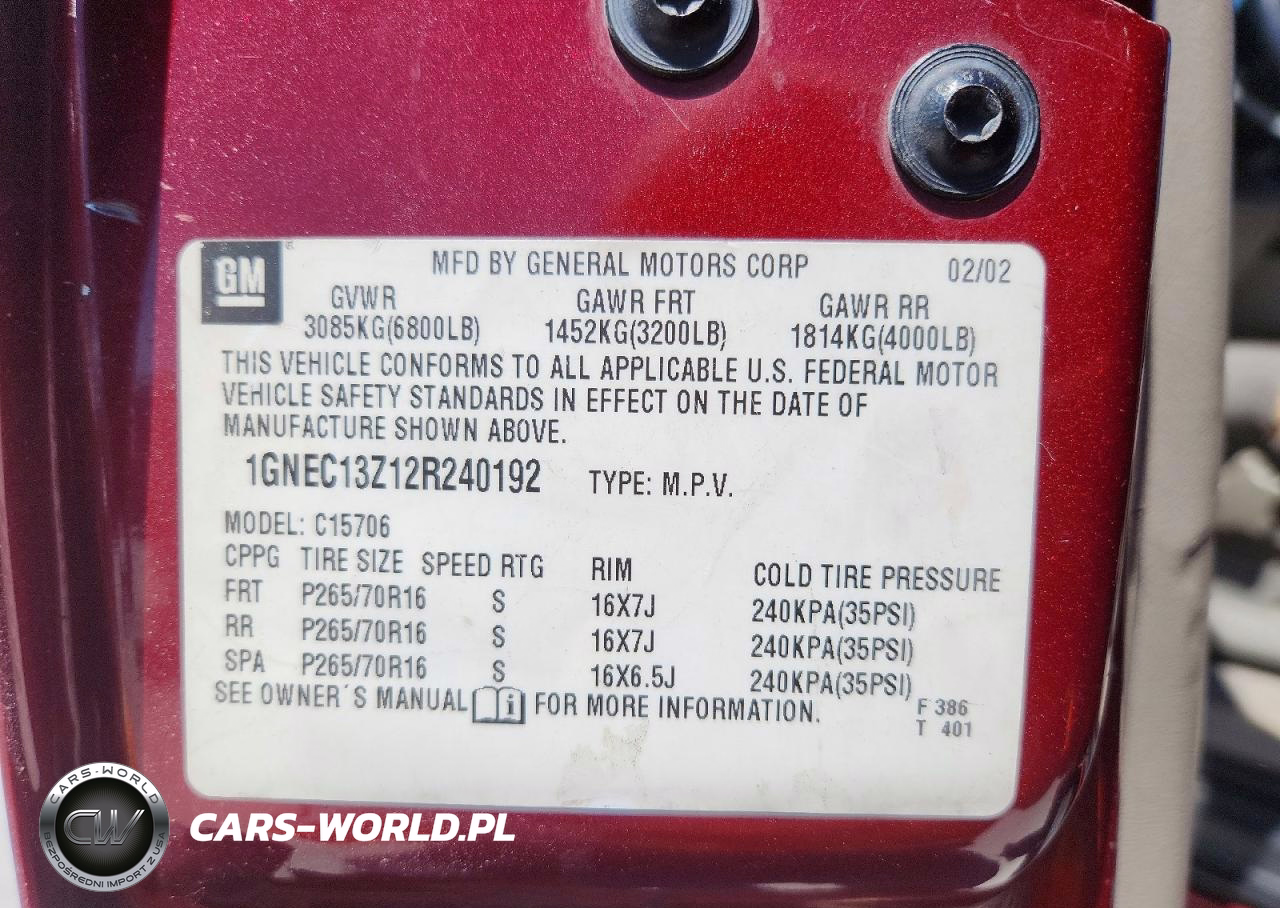 GM
MFD BY GENERAL MOTORS CORP 02/02
GVWR GAWR FRT GAWR RR
3085KG(6800LB) 1452KG(3200LB) 1814KG(4000LB)
THIS VEHICLE CONFORMS TO ALL APPLICABLE U.S. FEDERAL MOTOR
VEHICLE SAFETY STANDARDS IN EFFECT ON THE DATE OF
MANUFACTURE SHOWN ABOVE.
1GNEC13Z12R240192 TYPE: M.P.V.
MODEL: C15706
CPPG TIRE SIZE SPEED RTG RIM COLD TIRE PRESSURE
FRT P265/70R16 S 16X7J 240KPA(35PSI)
RR P265/70R16 S 16X7J 240KPA(35PSI)
SPA P265/70R16 S 16X6.5J 240KPA(35PSI)
SEE OWNER´S MANUAL FOR MORE INFORMATION.
F 386
T 401
CARS-WORLD
CW
BEZPOŚREDNI IMPORT Z USA
CARS-WORLD.PL